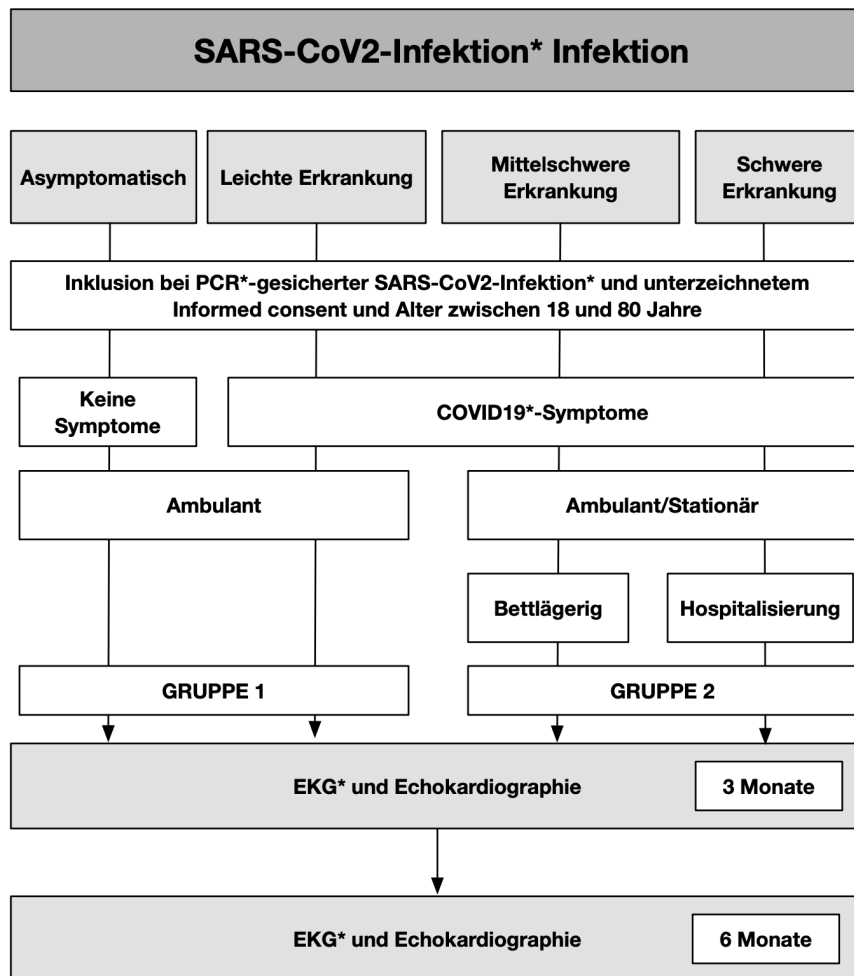 SARS-CoV2-Infektion* Infektion
Asymptomatisch
Leichte Erkrankung
Mittelschwere
Erkrankung
Schwere
Erkrankung
Inklusion bei PCR*-gesicherter SARS-CoV2-Infektion* und unterzeichnetem
Informed consent und Alter zwischen 18 und 80 Jahre
Keine
Symptome
COVID19*-Symptome
Ambulant
Ambulant/Stationär
Bettlägerig
Hospitalisierung
GRUPPE 1
GRUPPE 2
EKG* und Echokardiographie
3 Monate
EKG* und Echokardiographie
6 Monate